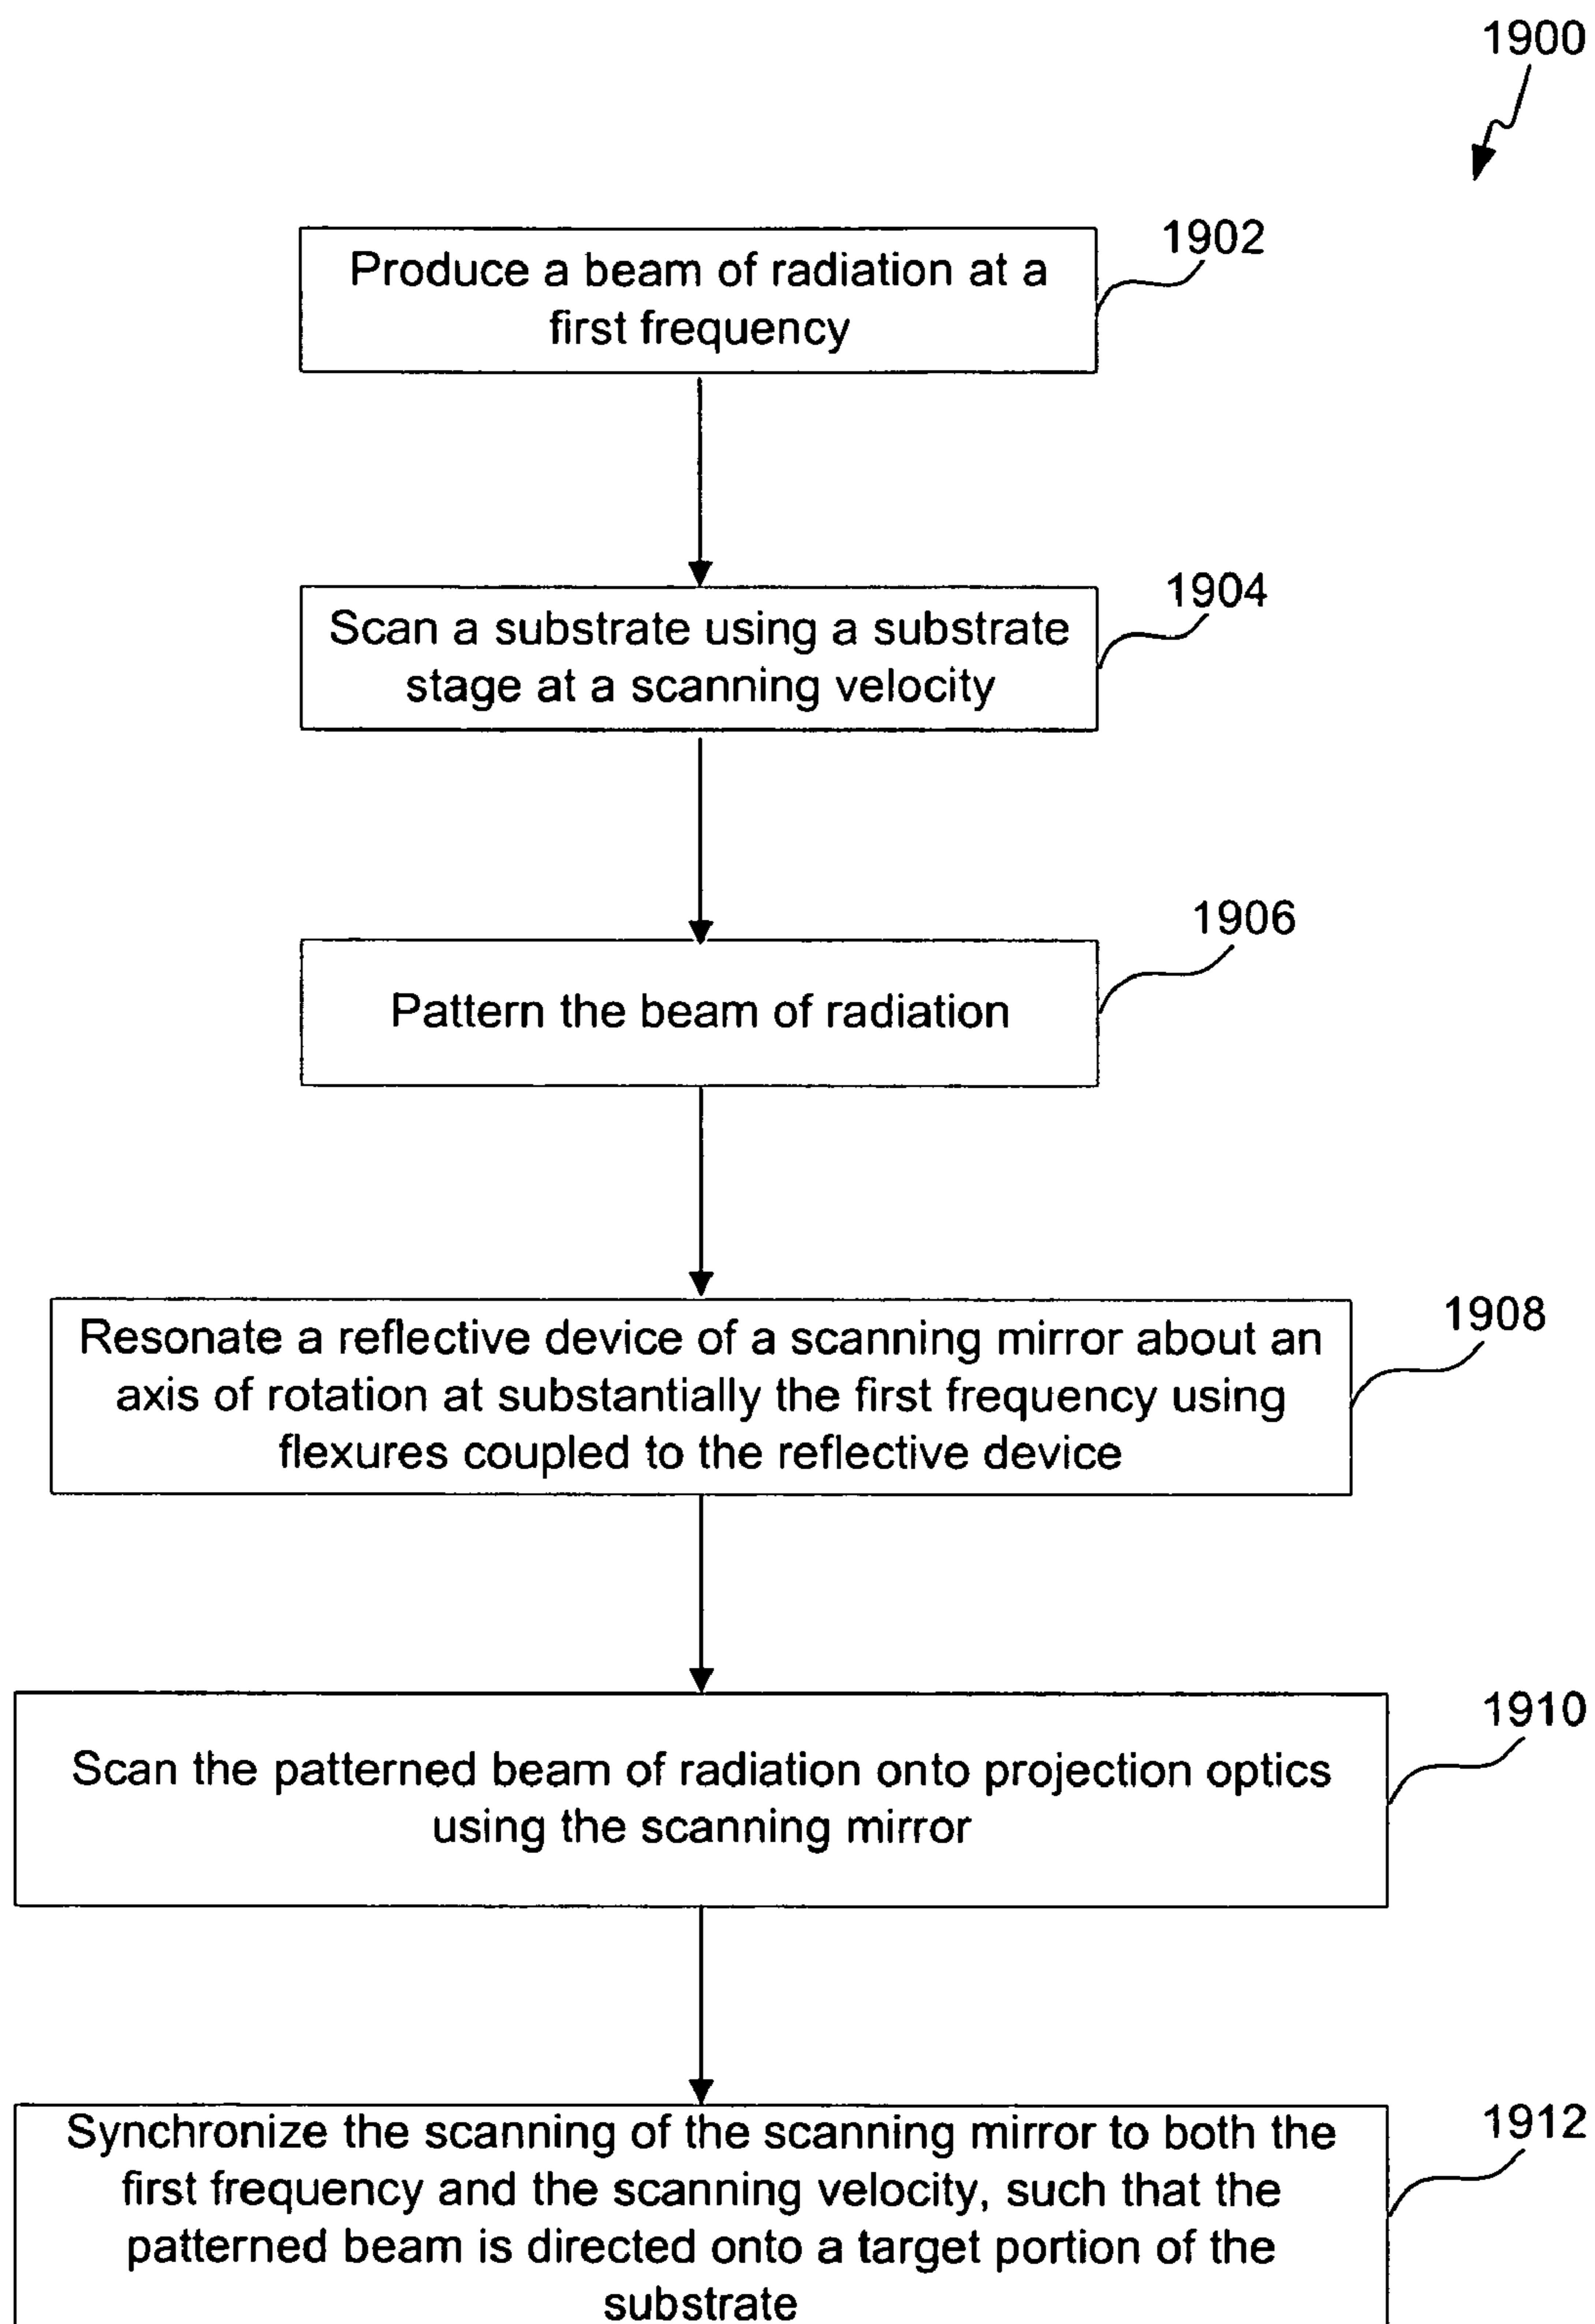 1900
1902
Produce a beam of radiation at a
first frequency
1904
Scan a substrate using a substrate
stage at a scanning velocity
1906
Pattern the beam of radiation
1908
Resonate a reflective device of a scanning mirror about an
axis of rotation at substantially the first frequency using
flexures coupled to the reflective device
1910
Scan the patterned beam of radiation onto projection optics
using the scanning mirror
1912
Synchronize the scanning of the scanning mirror to both the
first frequency and the scanning velocity, such that the
patterned beam is directed onto a target portion of the
substrate